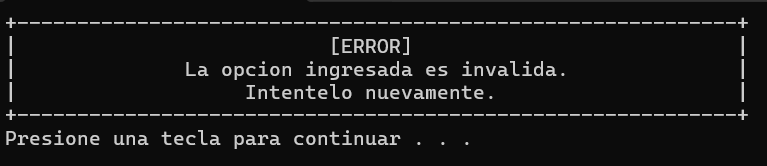 +------------------------------------------------------------+
|                          [ERROR]                           |
|              La opcion ingresada es invalida.              |
|                   Intentelo nuevamente.                    |
+------------------------------------------------------------+
Presione una tecla para continuar . . .